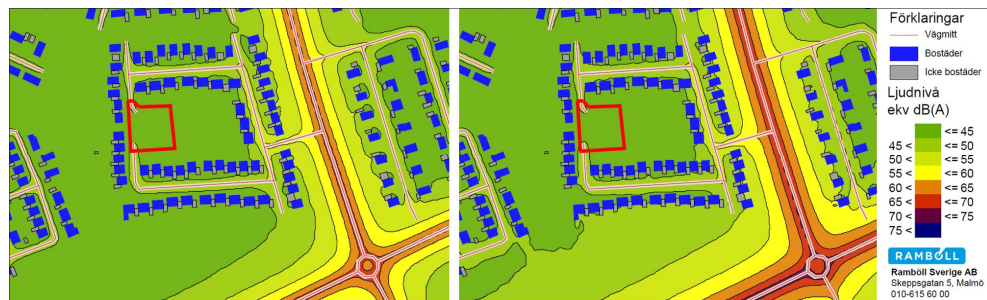 Förklaringar
Vägmitt
Bostäder
Icke bostäder
Ljudnivå
ekv dB(A)
<= 45
45 < <= 50
50 < <= 55
55 < <= 60
60 < <= 65
65 < <= 70
70 < <= 75
75 <
RAMBÖLL
Ramböll Sverige AB
Skeppsgatan 5, Malmö
010-615 60 00